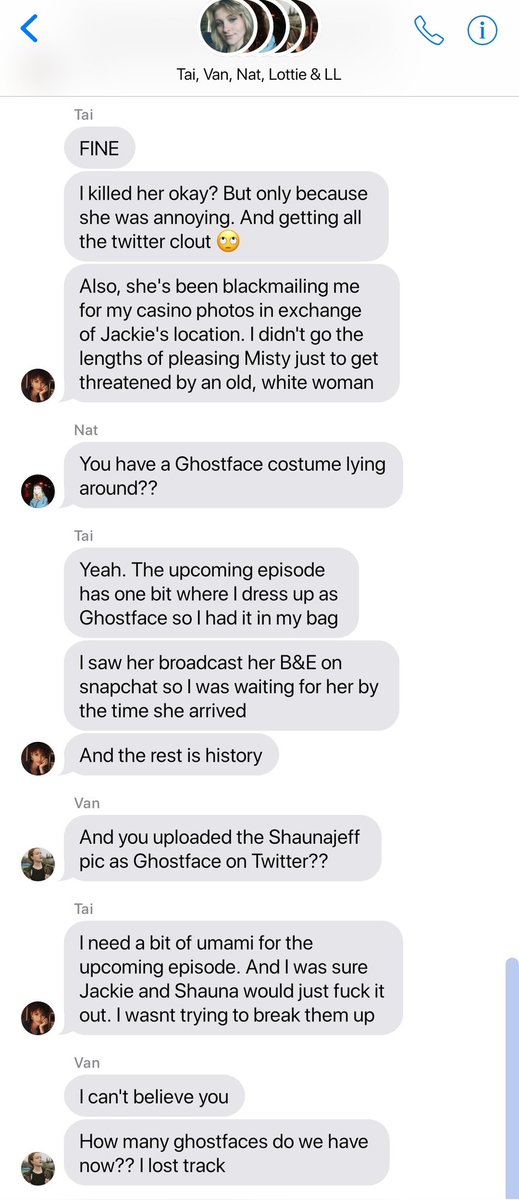 Tai, Van, Nat, Lottie & LL
Tai
FINE
I killed her okay? But only because
she was annoying. And getting all
the twitter clout 🙄
Also, she's been blackmailing me
for my casino photos in exchange
of Jackie's location. I didn't go the
lengths of pleasing Misty just to get
threatened by an old, white woman
Nat
You have a Ghostface costume lying
around??
Tai
Yeah. The upcoming episode
has one bit where I dress up as
Ghostface so I had it in my bag
I saw her broadcast her B&E on
snapchat so I was waiting for her by
the time she arrived
And the rest is history
Van
And you uploaded the Shaunajeff
pic as Ghostface on Twitter??
Tai
I need a bit of umami for the
upcoming episode. And I was sure
Jackie and Shauna would just fuck it
out. I wasnt trying to break them up
Van
I can't believe you
How many ghostfaces do we have
now?? I lost track